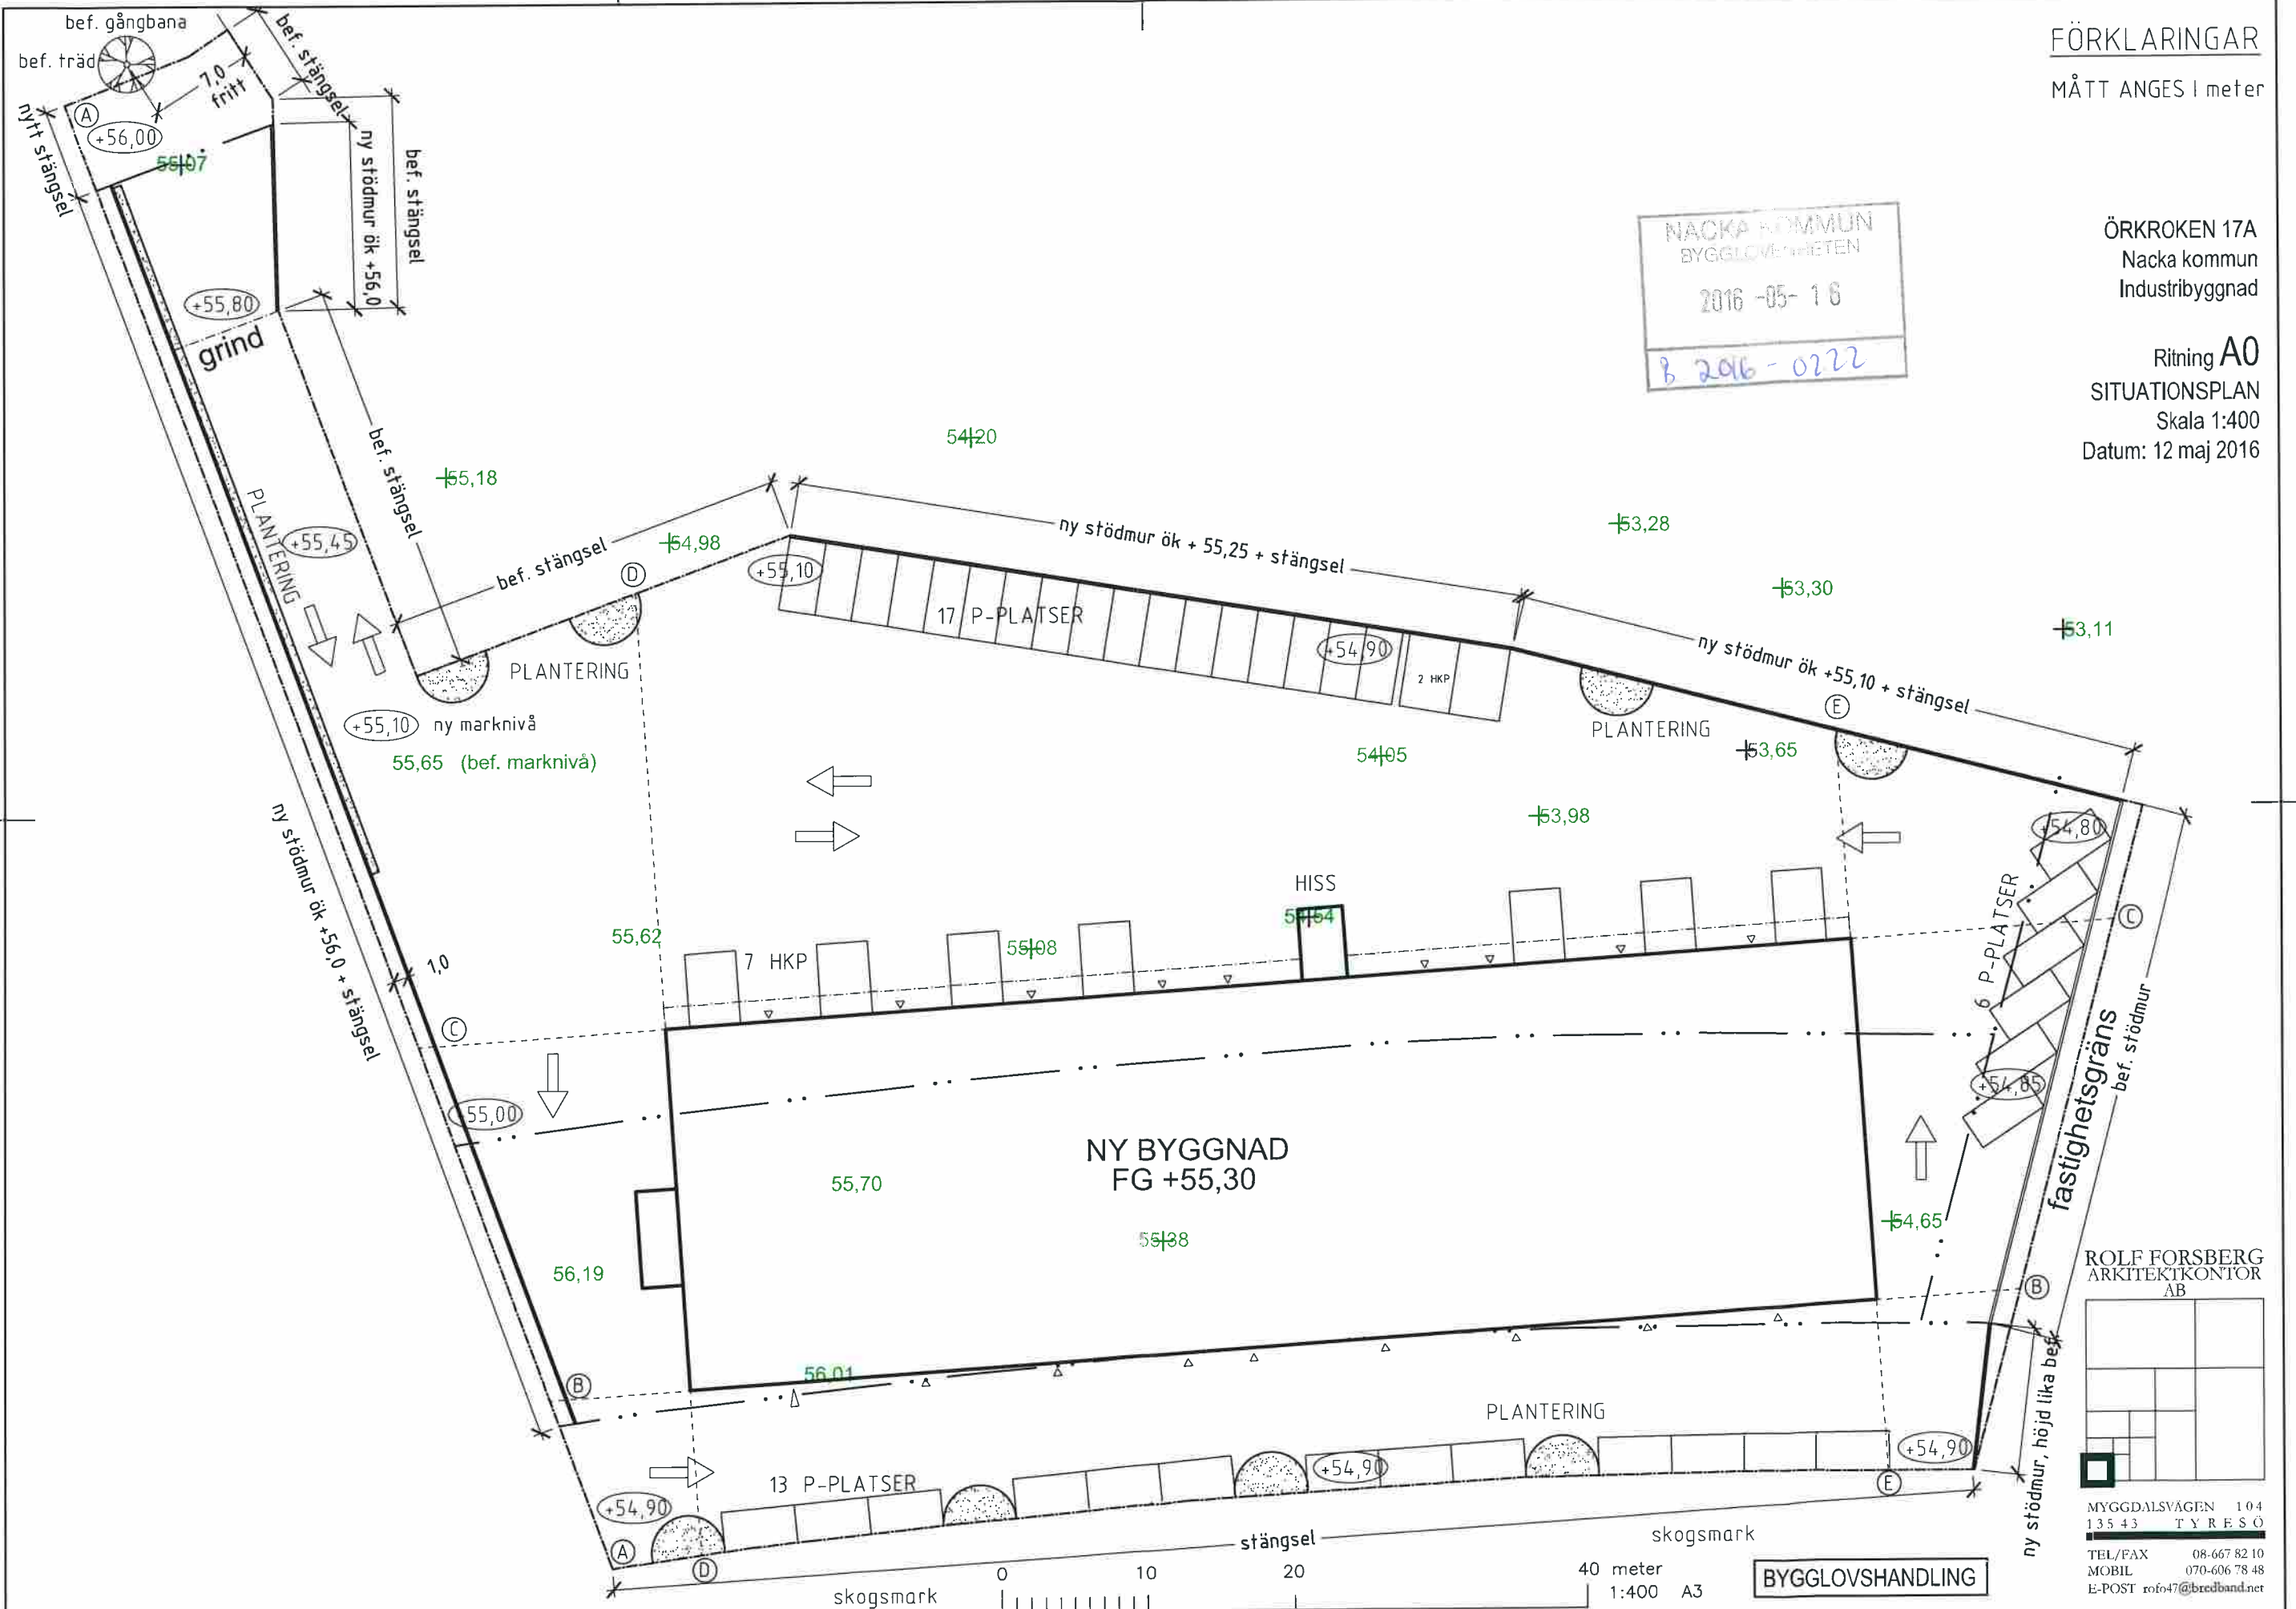 FÖRKLARINGAR
MÅTT ANGES I meter
NACKA KOMMUN
BYGGLOVENHETEN
2016 -05- 16
B 2016 - 0222
ÖRKROKEN 17A
Nacka kommun
Industribyggnad
Ritning A0
SITUATIONSPLAN
Skala 1:400
Datum: 12 maj 2016
bef. gångbana
bef. träd
7,0
fritt
bef. stängsel
A
+56,00
nytt stängsel
55,07
ny stödmur ök +56,0
bef. stängsel
+55,80
grind
bef. stängsel
PLANTERING
+55,45
55,18
54,20
bef. stängsel
54,98
D
+55,10
ny stödmur ök + 55,25 + stängsel
17 P-PLATSER
+54,90
2 HKP
53,28
53,30
53,11
ny stödmur ök +55,10 + stängsel
PLANTERING
PLANTERING
E
+55,10 ny marknivå
55,65 (bef. marknivå)
54,05
53,65
53,98
+54,80
ny stödmur ök +56,0 + stängsel
1,0
55,62
7 HKP
55,08
HISS
54,54
6 P-PLATSER
C
C
+55,00
+54,85
fastighetsgräns
bef. stödmur
NY BYGGNAD
FG +55,30
55,70
55,38
54,65
56,19
B
56,01
B
PLANTERING
13 P-PLATSER
+54,90
+54,90
+54,90
A
D
E
stängsel
ny stödmur, höjd lika bef.
skogsmark
skogsmark
0 10 20 40 meter
1:400 A3
BYGGLOVSHANDLING
ROLF FORSBERG
ARKITEKTKONTOR
AB
MYGGDALSVÄGEN 104
135 43 TYRESÖ
TEL/FAX 08-667 82 10
MOBIL 070-606 78 48
E-POST rofo47@bredband.net